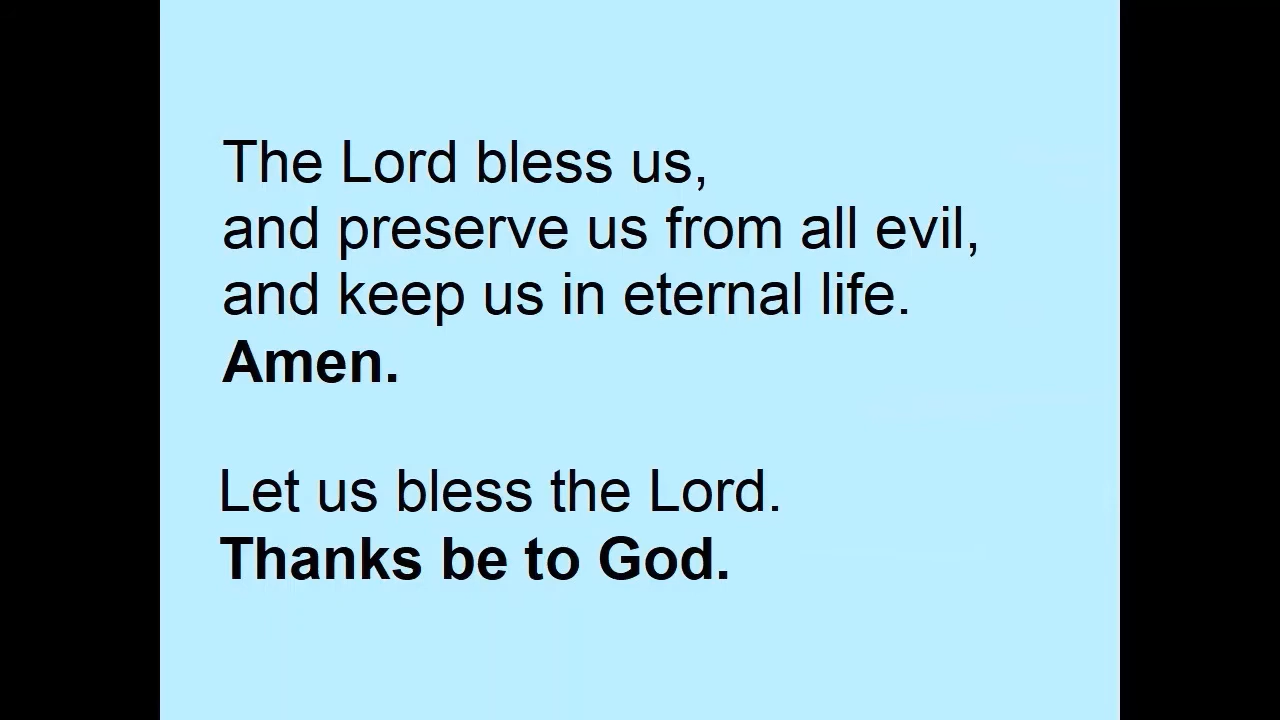 The Lord bless us,
and preserve us from all evil,
and keep us in eternal life.
Amen.
Let us bless the Lord.
Thanks be to God.